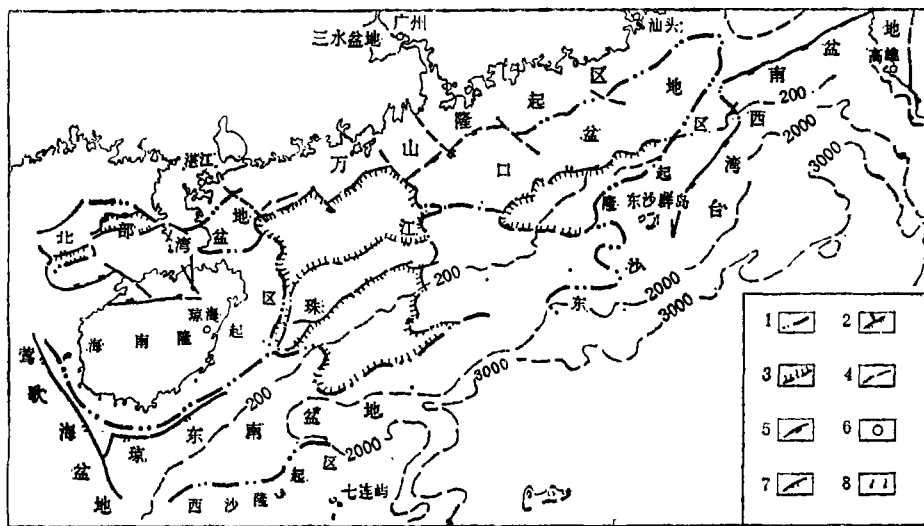 广州
三水盆地
汕头
台西南盆地
高雄
万山隆起区
珠江口盆地
湛江
北部湾盆地
东沙隆起区
东沙群岛
台湾
200
2000
3000
200
2000
3000
海南隆起区
琼海
莺歌海盆地
200
琼东南盆地
2000
西沙隆起区
七连屿
1
2
3
4
5
6
7
8